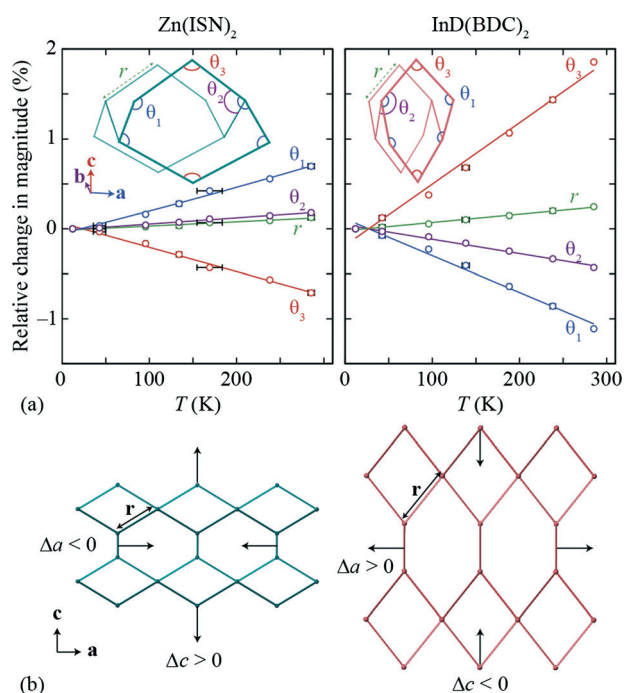 Zn(ISN)2
InD(BDC)2
Relative change in magnitude (%)
2
1
0
−1
r
θ3
θ2
θ1
c
b
a
θ1
θ2
r
θ3
0
100
200
300
T (K)
r
θ3
θ2
θ1
θ3
r
θ2
θ1
0
100
200
300
T (K)
(a)
r
Δa < 0
Δc > 0
c
a
r
Δa > 0
Δc < 0
(b)